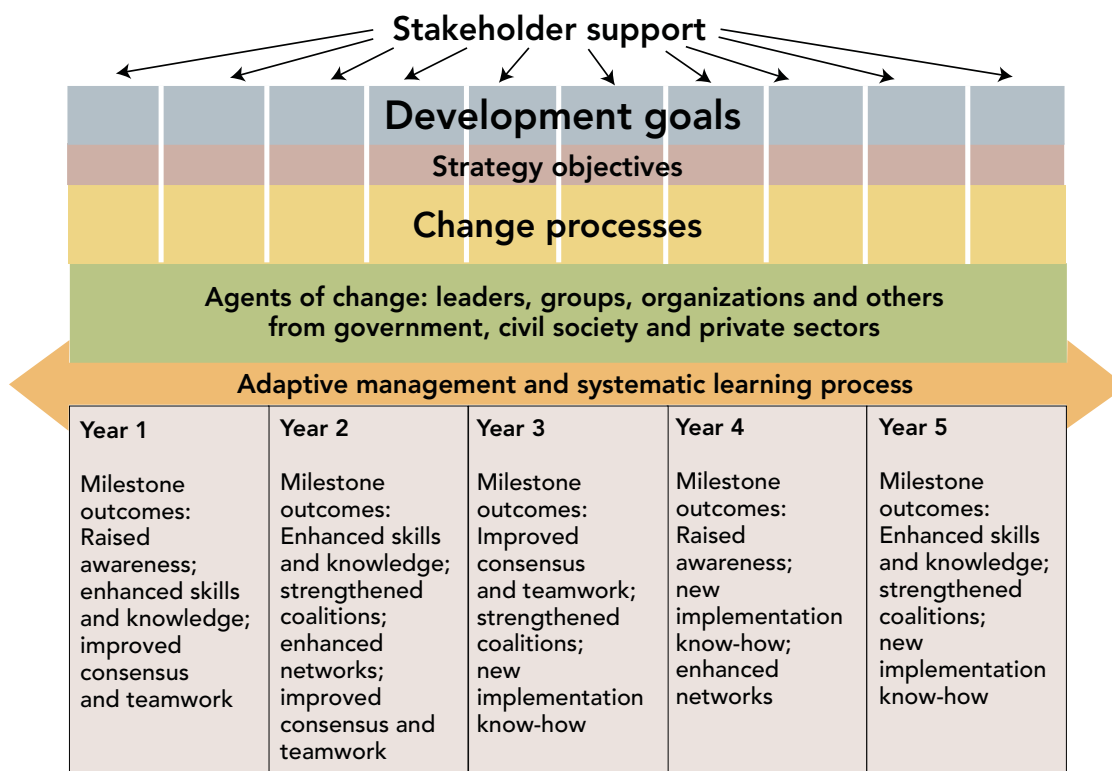 Stakeholder support
Development goals
Strategy objectives
Change processes
Agents of change: leaders, groups, organizations and others
from government, civil society and private sectors
Adaptive management and systematic learning process
Year 1
Milestone
outcomes:
Raised
awareness;
enhanced skills
and knowledge;
improved
consensus
and teamwork
Year 2
Milestone
outcomes:
Enhanced skills
and knowledge;
strengthened
coalitions;
enhanced
networks;
improved
consensus and
teamwork
Year 3
Milestone
outcomes:
Improved
consensus
and teamwork;
strengthened
coalitions;
new
implementation
know-how
Year 4
Milestone
outcomes:
Raised
awareness;
new
implementation
know-how;
enhanced
networks
Year 5
Milestone
outcomes:
Enhanced skills
and knowledge;
strengthened
coalitions;
new
implementation
know-how